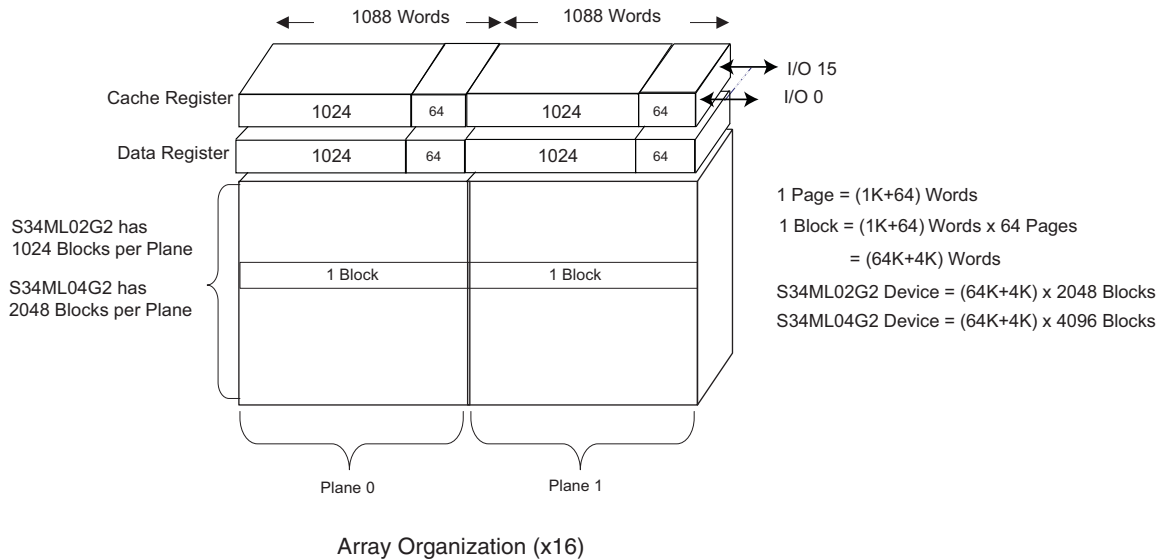 1088 Words 1088 Words
I/O 15
I/O 0
Cache Register 1024 64 1024 64
Data Register 1024 64 1024 64
S34ML02G2 has
1024 Blocks per Plane
S34ML04G2 has
2048 Blocks per Plane
1 Block 1 Block
1 Page = (1K+64) Words
1 Block = (1K+64) Words x 64 Pages
= (64K+4K) Words
S34ML02G2 Device = (64K+4K) x 2048 Blocks
S34ML04G2 Device = (64K+4K) x 4096 Blocks
Plane 0 Plane 1
Array Organization (x16)